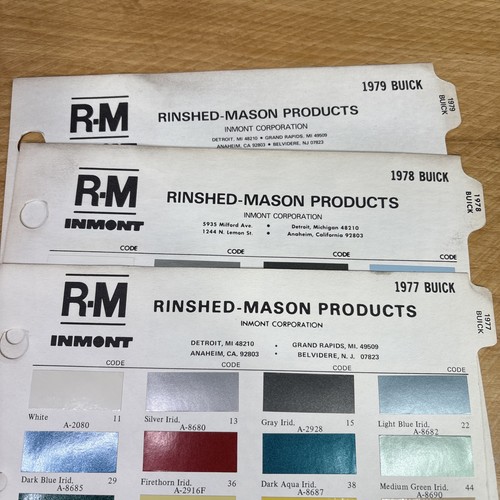 1979 BUICK
1979
BUICK
R-M
RINSHED-MASON PRODUCTS
INMONT CORPORATION
DETROIT, MI 48210 • GRAND RAPIDS, MI 49509
ANAHEIM, CA 92803 • BELVIDERE, NJ 07823
1978 BUICK
1978
BUICK
R-M
INMONT
RINSHED-MASON PRODUCTS
INMONT CORPORATION
5935 Milford Ave. • Detroit, Michigan 48210
1244 N. Lemon St. • Anaheim, California 92803
CODE CODE CODE
1977 BUICK
1977
BUICK
R-M
INMONT
RINSHED-MASON PRODUCTS
INMONT CORPORATION
DETROIT, MI 48210 • GRAND RAPIDS, MI. 49509
ANAHEIM, CA. 92803 • BELVIDERE, N. J. 07823
CODE CODE CODE CODE
White 11 Silver Irid. 13 Gray Irid. 15 Light Blue Irid. 22
A-2080 A-8680 A-2928 A-8682
Dark Blue Irid. 29 Firethorn Irid. 36 Dark Aqua Irid. 38 Medium Green Irid. 44
A-8685 A-2916F A-8687 A-8690